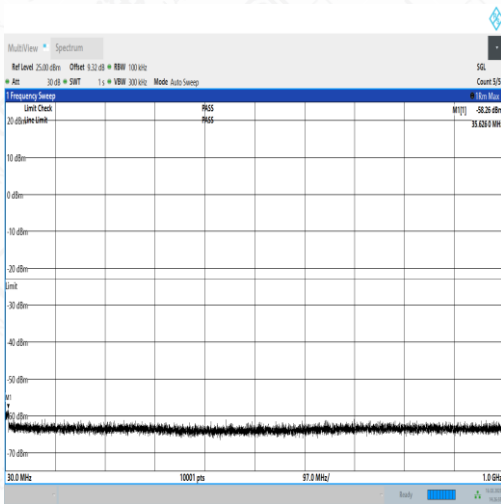 MultiView Spectrum
Ref Level 25.00 dBm Offset 9.32 dB RBW 100 kHz SGL
Att 30 dB SWT 1 s VBW 300 kHz Mode Auto Sweep Count 5/5
1 Frequency Sweep 1Rm Max
Limit Check PASS M1[1] -58.26 dBm
20 dBm Line Limit PASS 35.6260 MHz
10 dBm
0 dBm
-10 dBm
-20 dBm
Limit
-30 dBm
-40 dBm
-50 dBm
M1
-60 dBm
-70 dBm
30.0 MHz 10001 pts 97.0 MHz/ 1.0 GHz
Ready